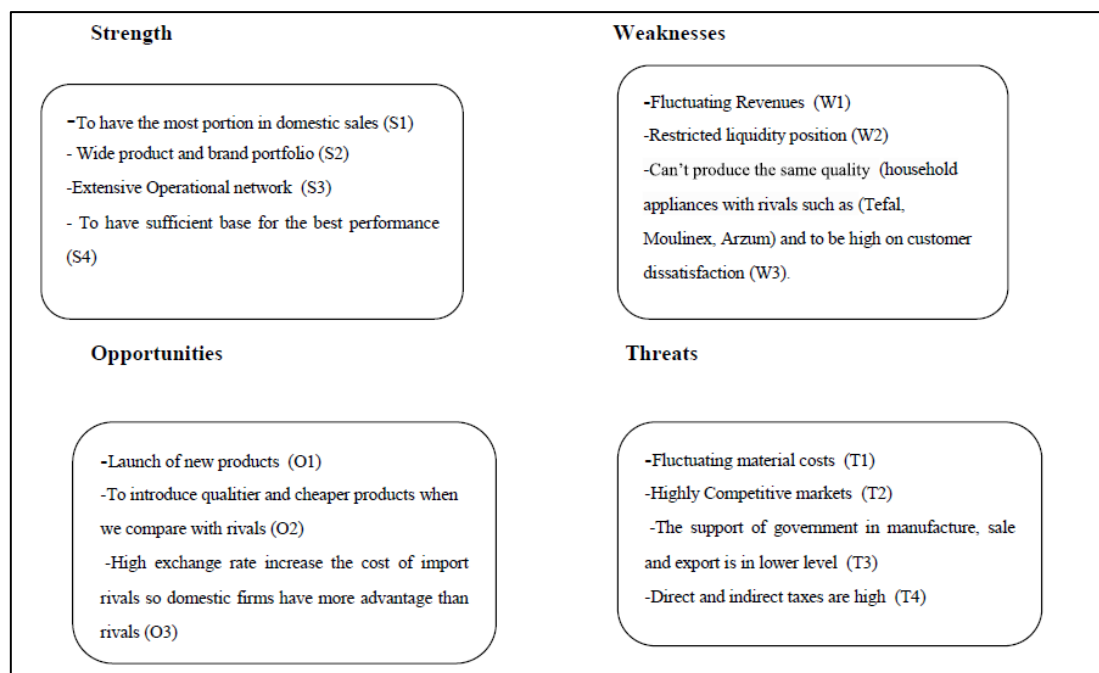 Strength
Weaknesses
-To have the most portion in domestic sales (S1)
- Wide product and brand portfolio (S2)
-Extensive Operational network (S3)
- To have sufficient base for the best performance
(S4)
-Fluctuating Revenues (W1)
-Restricted liquidity position (W2)
-Can't produce the same quality (household
appliances with rivals such as (Tefal,
Moulinex, Arzum) and to be high on customer
dissatisfaction (W3).
Opportunities
Threats
-Launch of new products (O1)
-To introduce qualitier and cheaper products when
we compare with rivals (O2)
-High exchange rate increase the cost of import
rivals so domestic firms have more advantage than
rivals (O3)
-Fluctuating material costs (T1)
-Highly Competitive markets (T2)
-The support of government in manufacture, sale
and export is in lower level (T3)
-Direct and indirect taxes are high (T4)